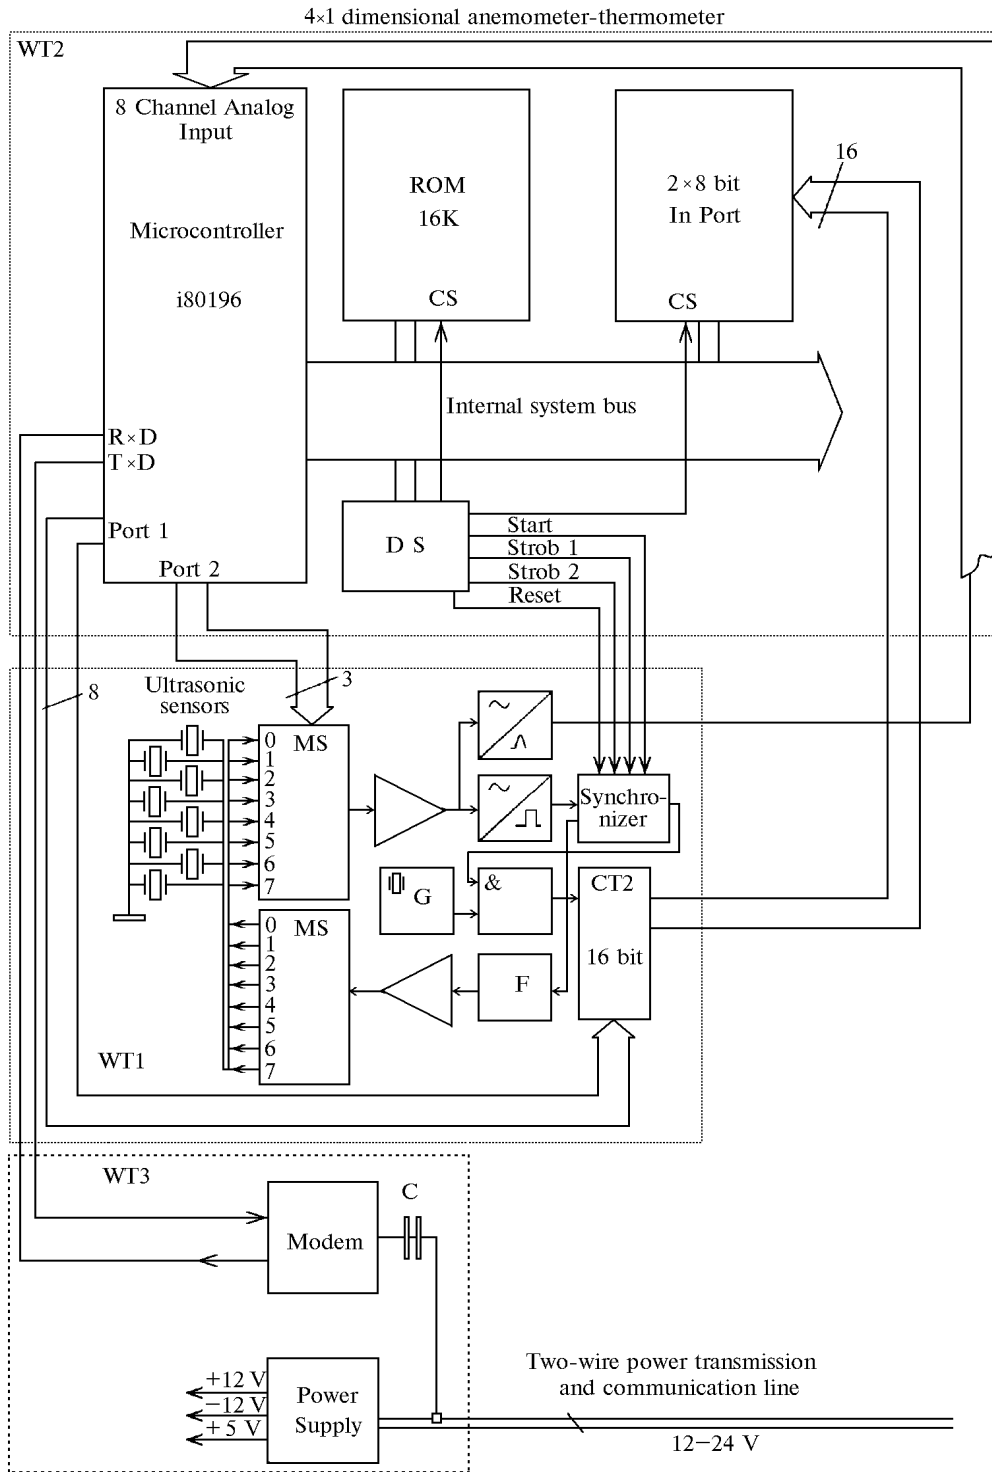 4×1 dimensional anemometer-thermometer
WT2
8 Channel Analog
Input
Microcontroller
i80196
R×D
T×D
Port 1
Port 2
ROM
16K
CS
2×8 bit
In Port
CS
16
Internal system bus
D S
Start
Strob 1
Strob 2
Reset
8
Ultrasonic
sensors
3
0
1
2
3
4
5
6
7
MS
Synchro-
nizer
G
&
CT2
16 bit
0
1
2
3
4
5
6
7
MS
F
WT1
WT3
C
Modem
+12 V
−12 V
+5 V
Power
Supply
Two-wire power transmission
and communication line
12−24 V